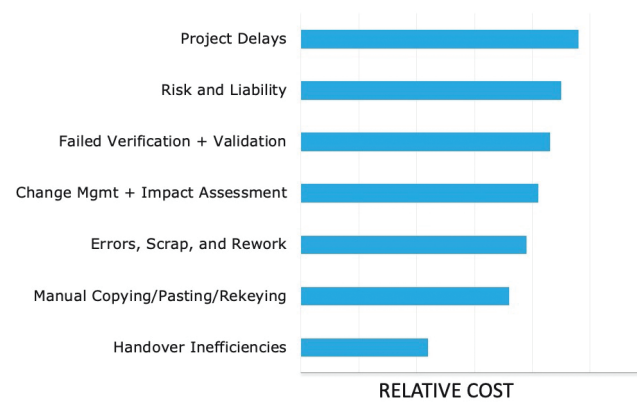 Project Delays
Risk and Liability
Failed Verification + Validation
Change Mgmt + Impact Assessment
Errors, Scrap, and Rework
Manual Copying/Pasting/Rekeying
Handover Inefficiencies
RELATIVE COST